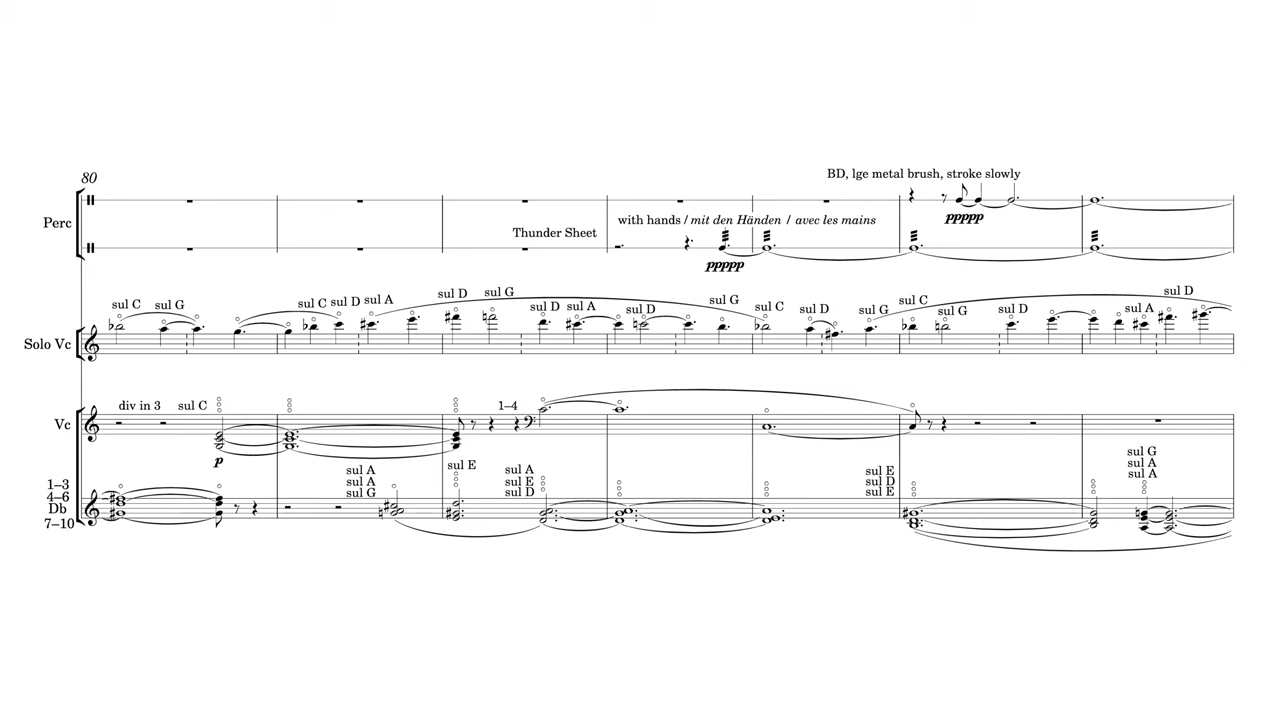 80
BD, lge metal brush, stroke slowly
Perc
ppppp
with hands / mit den Händen / avec les mains
Thunder Sheet
ppppp
sul C sul G sul C sul D sul A sul D sul G sul D sul A sul D sul G sul C sul D sul G sul C sul G sul D sul A sul D
Solo Vc
div in 3 sul C 1–4
Vc
p
sul G
sul E sul A
sul A sul A sul E sul A
sul A sul E sul D
sul G sul D sul E
1–3
4–6
Db
7–10